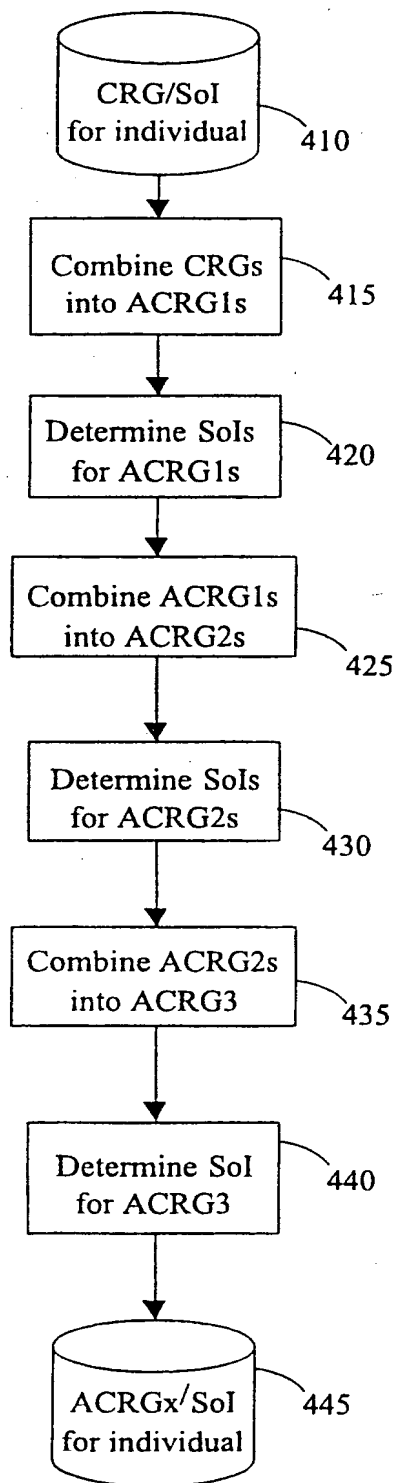 CRG/SoI
for individual
410
Combine CRGs
into ACRG1s
415
Determine SoIs
for ACRG1s
420
Combine ACRG1s
into ACRG2s
425
Determine SoIs
for ACRG2s
430
Combine ACRG2s
into ACRG3
435
Determine SoI
for ACRG3
440
ACRGx/SoI
for individual
445